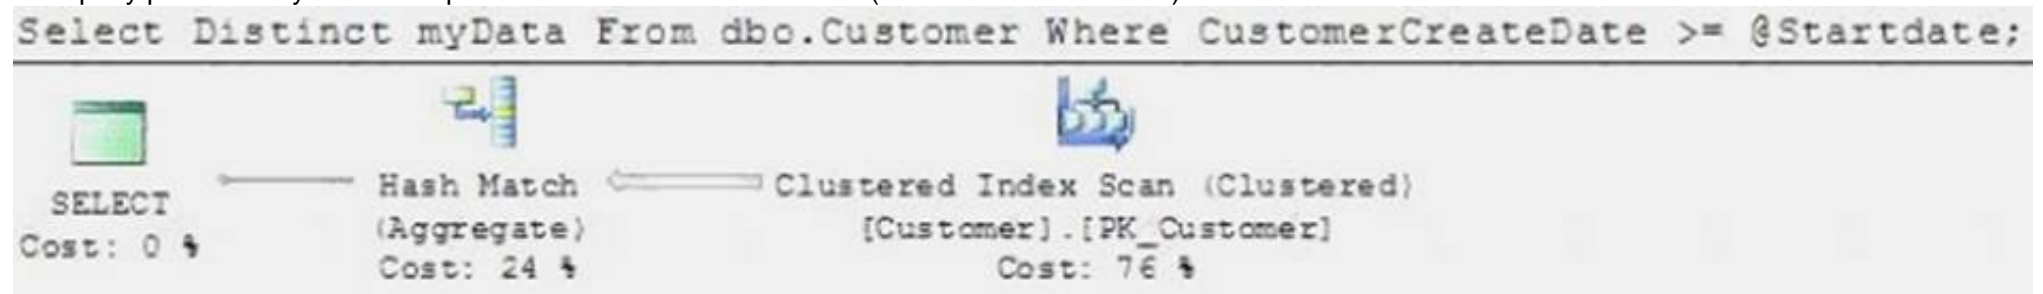 Select Distinct myData From dbo.Customer Where CustomerCreateDate >= @Startdate;
SELECT
Cost: 0 %
Hash Match
(Aggregate)
Cost: 24 %
Clustered Index Scan (Clustered)
[Customer].[PK_Customer]
Cost: 76 %